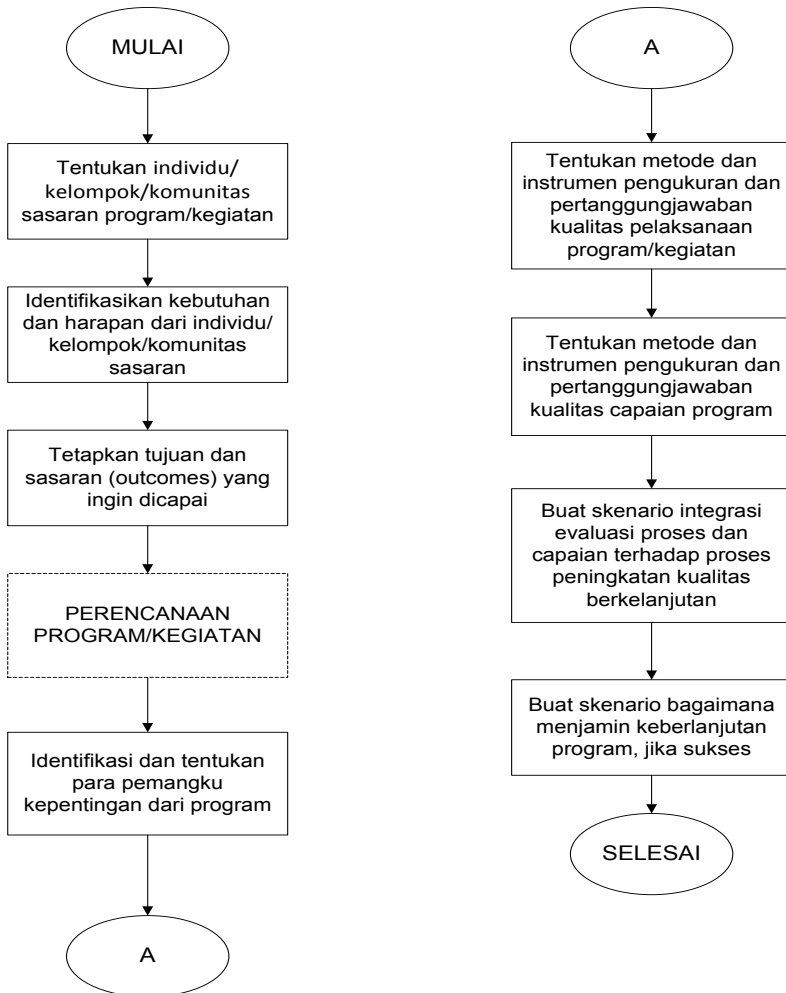 MULAI
Tentukan individu/
kelompok/komunitas
sasaran program/kegiatan
Identifikasikan kebutuhan
dan harapan dari individu/
kelompok/komunitas
sasaran
Tetapkan tujuan dan
sasaran (outcomes) yang
ingin dicapai
PERENCANAAN
PROGRAM/KEGIATAN
Identifikasi dan tentukan
para pemangku
kepentingan dari program
A
A
Tentukan metode dan
instrumen pengukuran dan
pertanggungjawaban
kualitas pelaksanaan
program/kegiatan
Tentukan metode dan
instrumen pengukuran dan
pertanggungjawaban
kualitas capaian program
Buat skenario integrasi
evaluasi proses dan
capaian terhadap proses
peningkatan kualitas
berkelanjutan
Buat skenario bagaimana
menjamin keberlanjutan
program, jika sukses
SELESAI